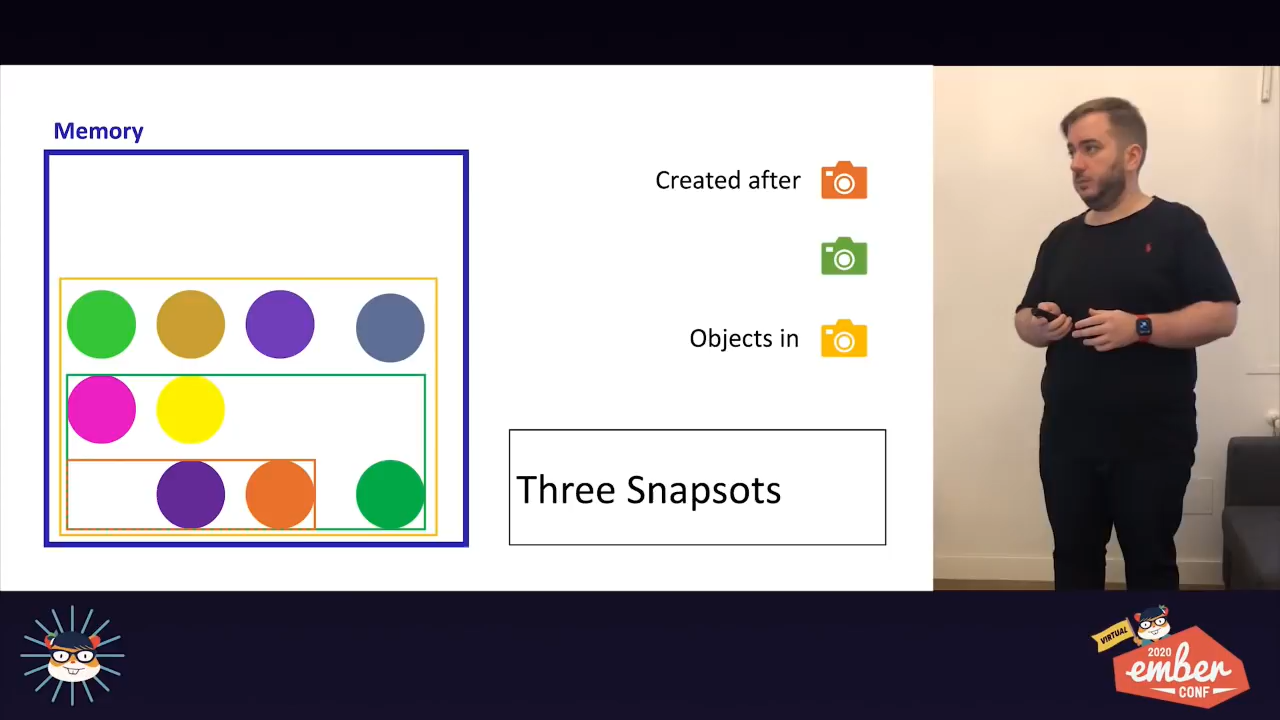 Memory
Created after
Objects in
Three Snapsots
VIRTUAL
2020
ember
CONF